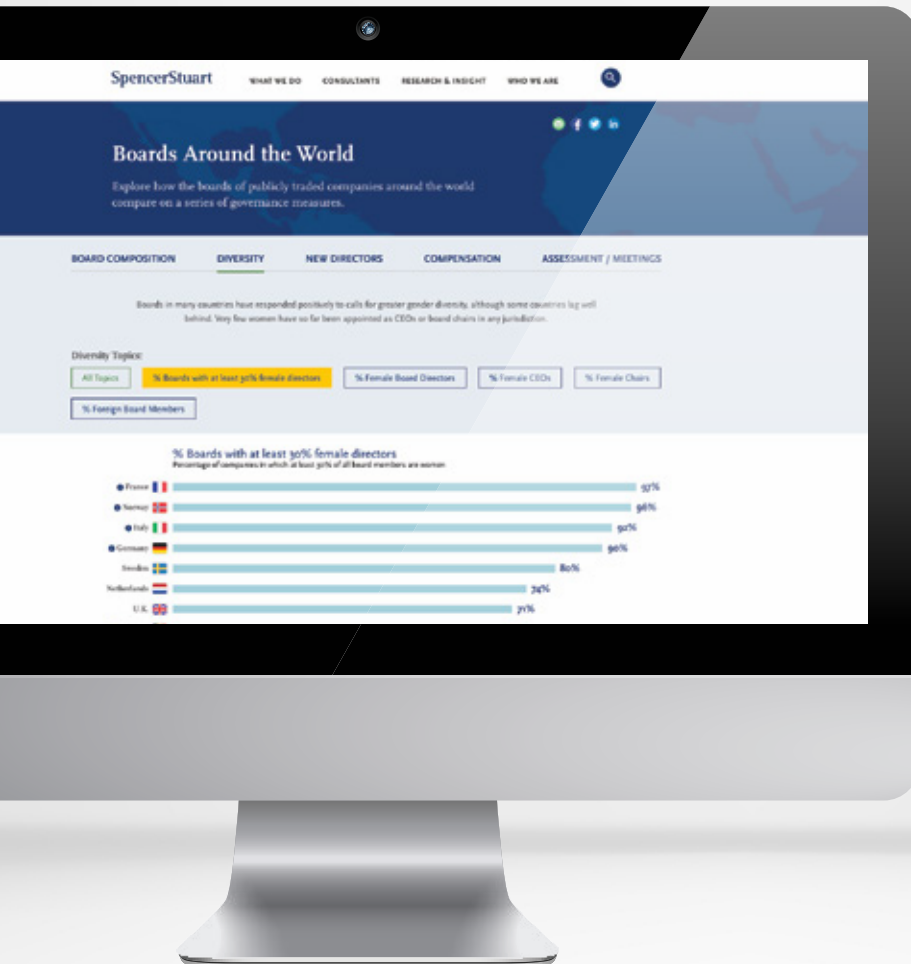 SpencerStuart
WHAT WE DO CONSULTANTS RESEARCH & INSIGHT WHO WE ARE
Boards Around the World
Explore how the boards of publicly traded companies around the world
compare on a series of governance measures.
BOARD COMPOSITION DIVERSITY NEW DIRECTORS COMPENSATION ASSESSMENT / MEETINGS
Boards in many countries have responded positively to calls for greater gender diversity, although some countries lag well
behind. Very few women have so far been appointed as CEOs or board chairs in any jurisdiction.
Diversity Topics:
All Topics % Boards with at least 30% female directors % Female Board Directors % Female CEOs % Female Chairs
% Foreign Board Members
% Boards with at least 30% female directors
Percentage of companies in which at least 30% of all board members are women
France 97%
Norway 96%
Italy 92%
Germany 90%
Sweden 80%
Netherlands 74%
U.K. 71%